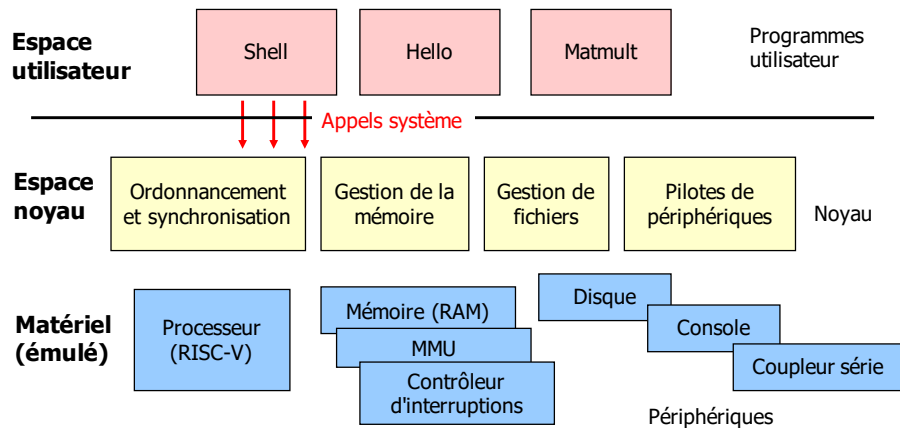 Espace
utilisateur
Shell
Hello
Matmult
Programmes
utilisateur
Appels système
Espace
noyau
Ordonnancement
et synchronisation
Gestion de la
mémoire
Gestion de
fichiers
Pilotes de
périphériques
Noyau
Matériel
(émulé)
Processeur
(RISC-V)
Mémoire (RAM)
MMU
Contrôleur
d'interruptions
Disque
Console
Coupleur série
Périphériques